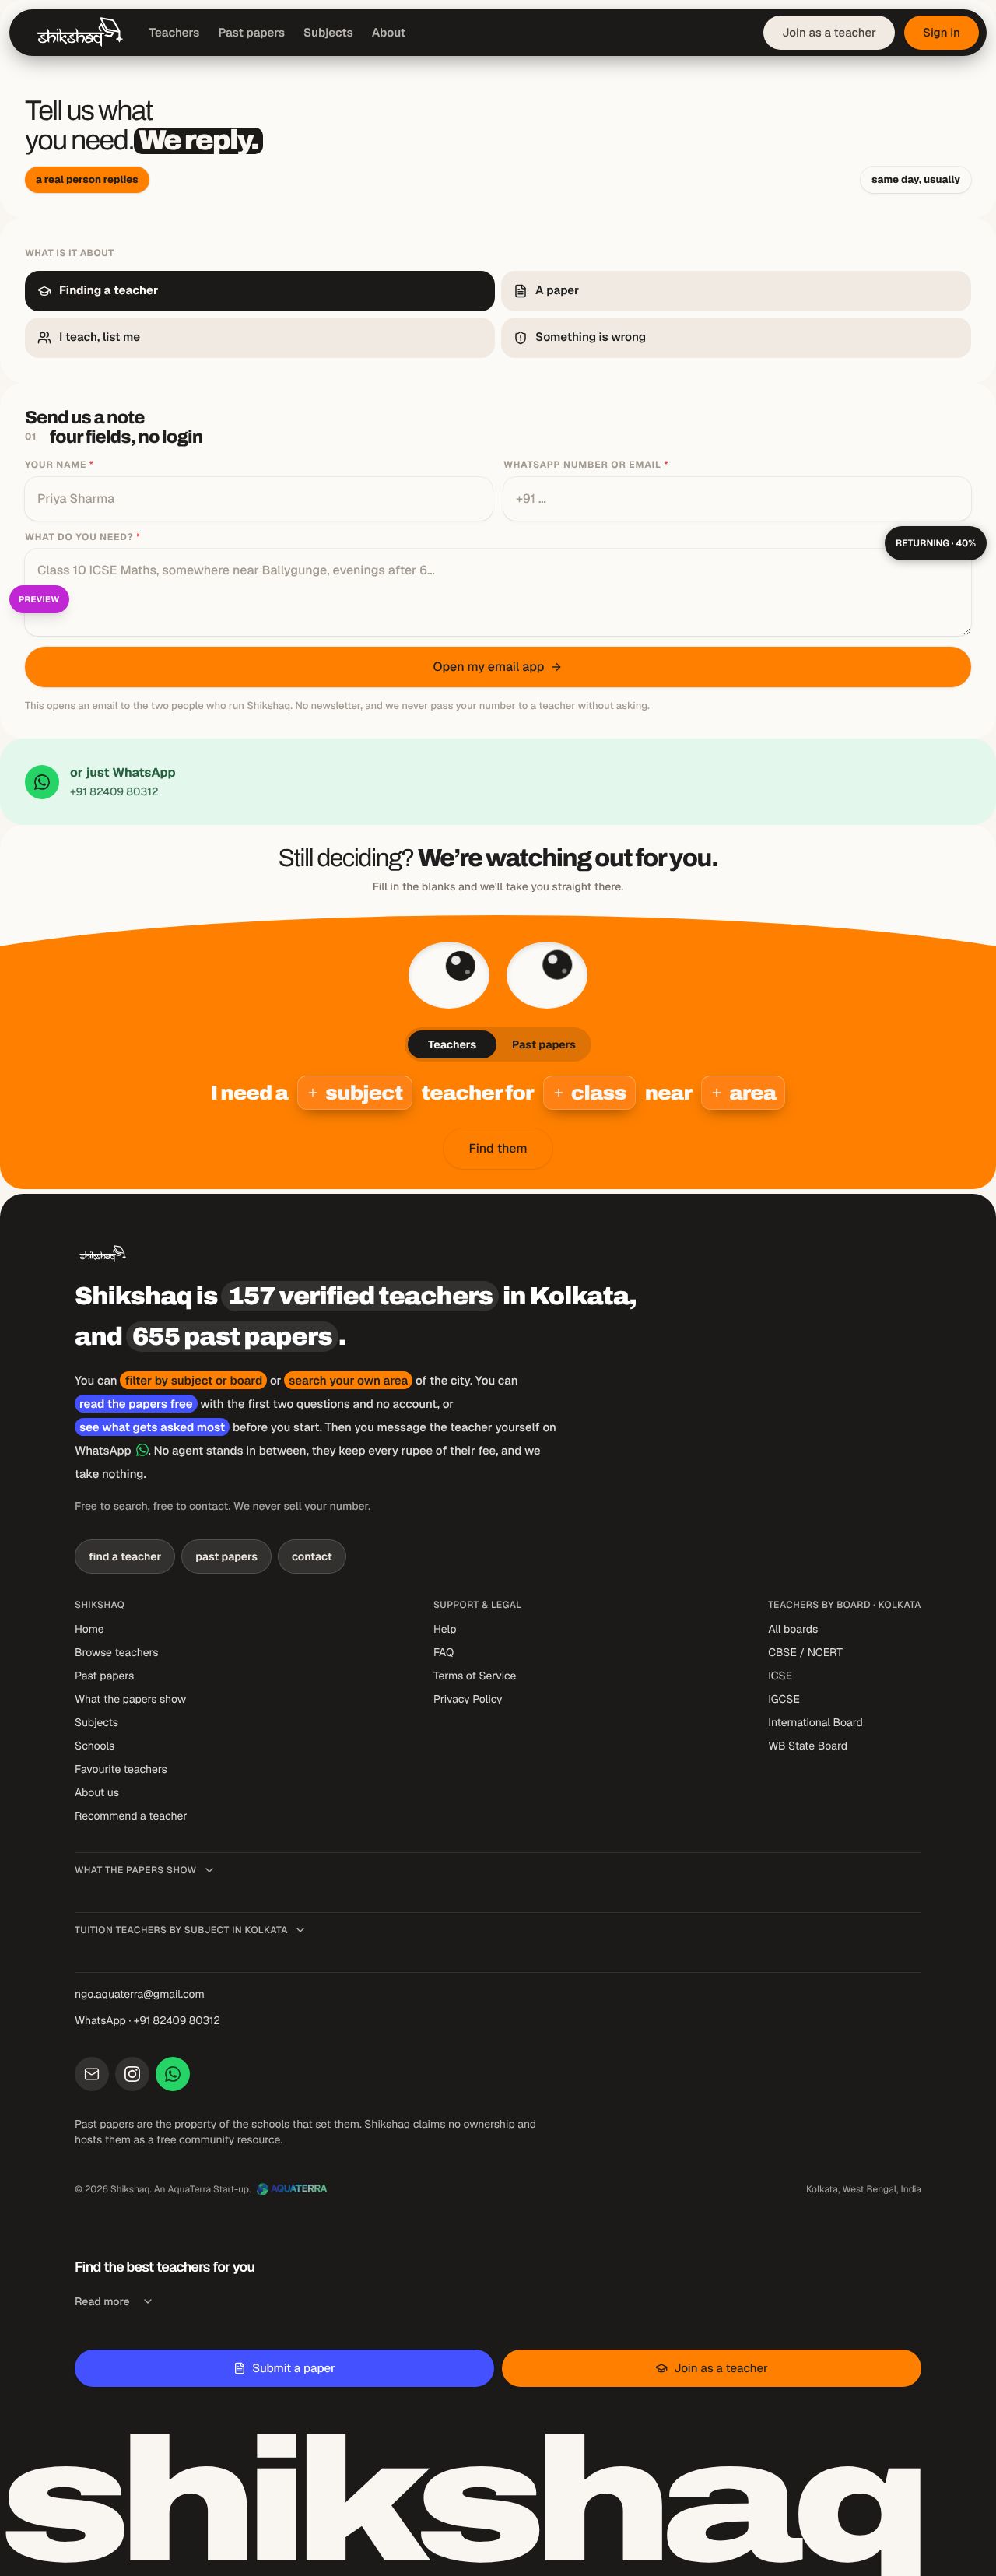 shikshaq
Teachers Past papers Subjects About
Join as a teacher Sign in
Tell us what
you need. We reply.
a real person replies
same day, usually
WHAT IS IT ABOUT
Finding a teacher
A paper
I teach, list me
Something is wrong
Send us a note
01 four fields, no login
YOUR NAME *
WHATSAPP NUMBER OR EMAIL *
Priya Sharma
+91 ...
WHAT DO YOU NEED? *
RETURNING · 40%
Class 10 ICSE Maths, somewhere near Ballygunge, evenings after 6...
PREVIEW
Open my email app →
This opens an email to the two people who run Shikshaq. No newsletter, and we never pass your number to a teacher without asking.
or just WhatsApp
+91 82409 80312
Still deciding? We're watching out for you.
Fill in the blanks and we'll take you straight there.
Teachers Past papers
I need a + subject teacher for + class near + area
Find them
shikshaq
Shikshaq is 157 verified teachers in Kolkata,
and 655 past papers.
You can filter by subject or board or search your own area of the city. You can
read the papers free with the first two questions and no account, or
see what gets asked most before you start. Then you message the teacher yourself on
WhatsApp . No agent stands in between, they keep every rupee of their fee, and we
take nothing.
Free to search, free to contact. We never sell your number.
find a teacher past papers contact
SHIKSHAQ
Home
Browse teachers
Past papers
What the papers show
Subjects
Schools
Favourite teachers
About us
Recommend a teacher
SUPPORT & LEGAL
Help
FAQ
Terms of Service
Privacy Policy
TEACHERS BY BOARD · KOLKATA
All boards
CBSE / NCERT
ICSE
IGCSE
International Board
WB State Board
WHAT THE PAPERS SHOW
TUITION TEACHERS BY SUBJECT IN KOLKATA
ngo.aquaterra@gmail.com
WhatsApp · +91 82409 80312
Past papers are the property of the schools that set them. Shikshaq claims no ownership and
hosts them as a free community resource.
© 2026 Shikshaq. An AquaTerra Start-up. AQUATERRA
Kolkata, West Bengal, India
Find the best teachers for you
Read more
Submit a paper
Join as a teacher
shikshaq